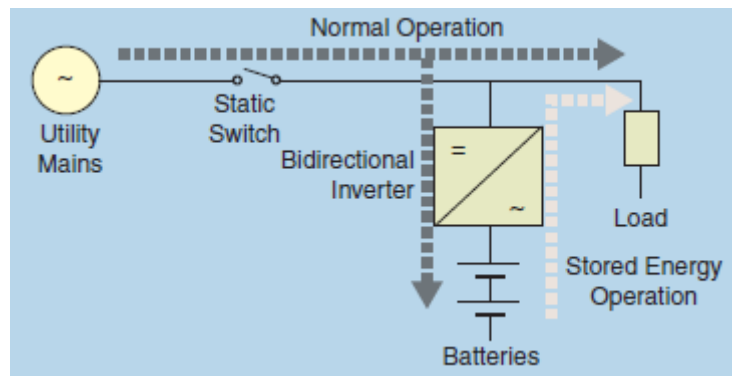 Normal Operation
~
Static
Switch
Utility
Mains
Bidirectional
Inverter
=
~
Load
Stored Energy
Operation
Batteries